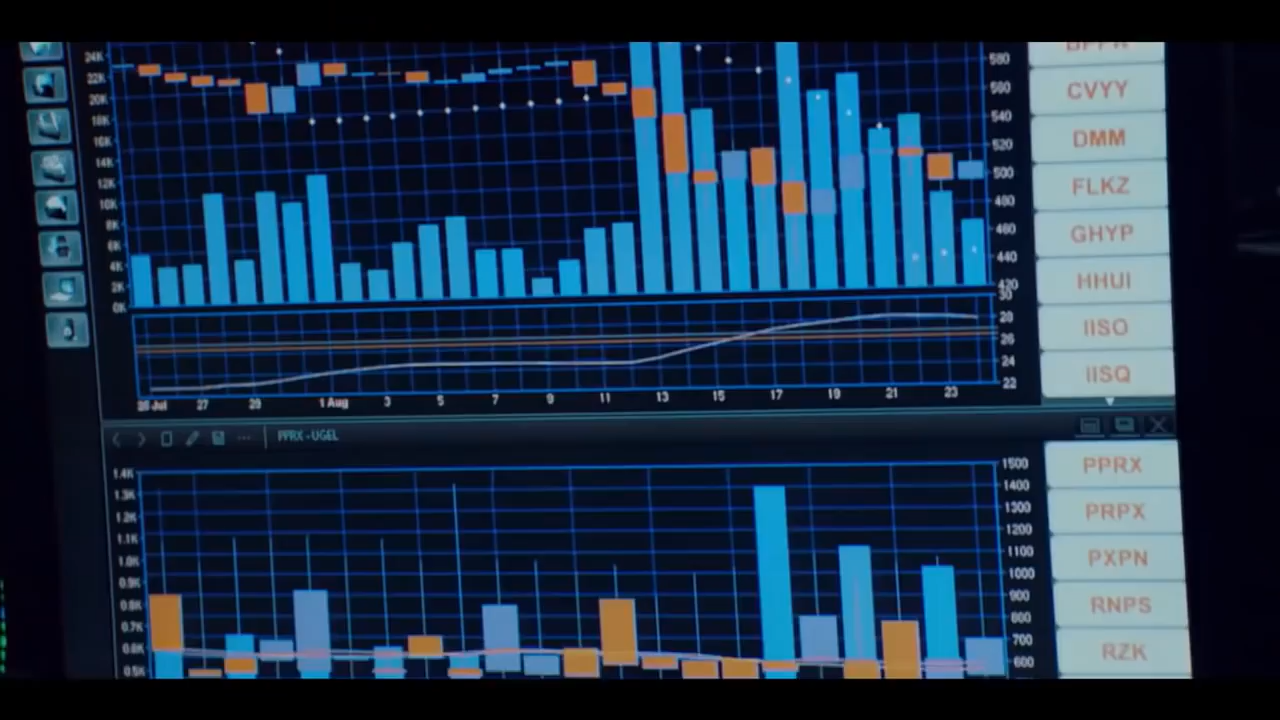 24K
22K
20K
18K
16K
14K
12K
10K
8K
6K
4K
2K
0K
580
560
540
520
500
480
460
440
420
30
28
26
24
22
27
29
1 Aug
3
5
7
9
11
13
15
17
19
21
23
CVYY
DMM
FLKZ
GHYP
HHUI
IISO
IISQ
PPRX - UGEL
1.4K
1.3K
1.2K
1.1K
1.0K
0.9K
0.8K
0.7K
0.6K
0.5K
1500
1400
1300
1200
1100
1000
900
800
700
600
PPRX
PRPX
PXPN
RNPS
RZK